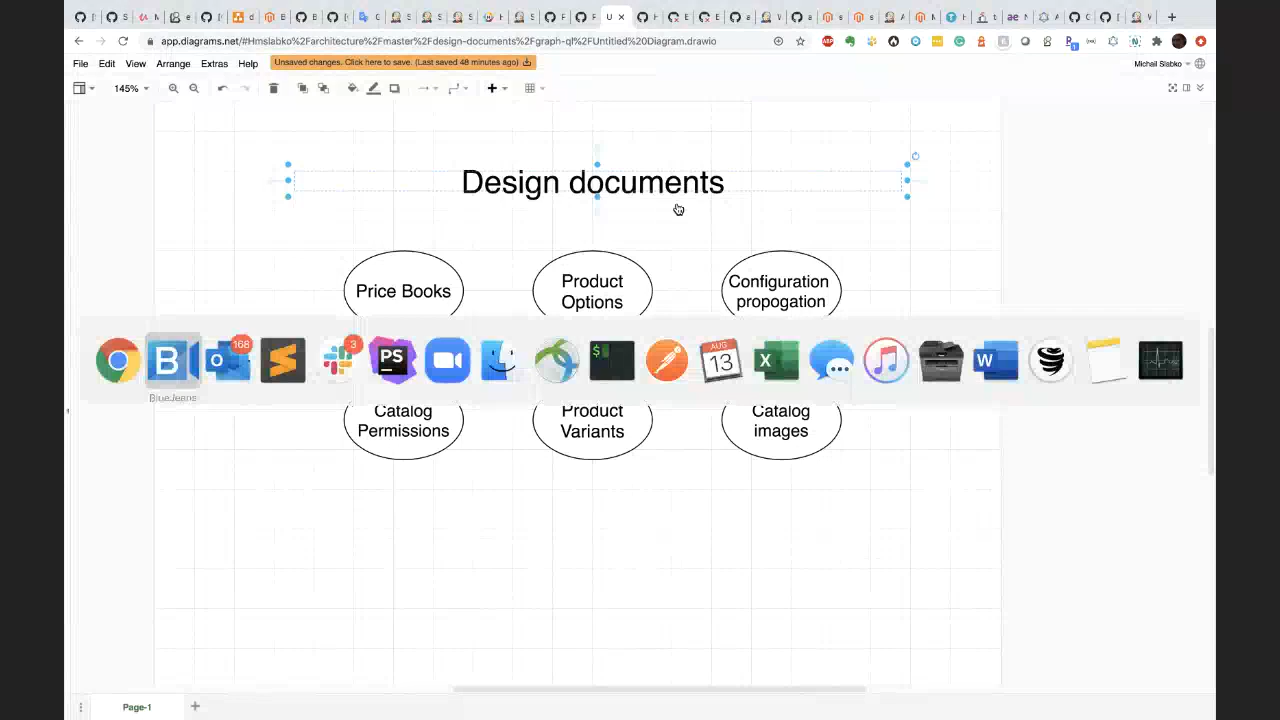 app.diagrams.net/#Hmslabko%2Farchitecture%2Fmaster%2Fdesign-documents%2Fgraph-ql%2FUntitled%20Diagram.drawio
File Edit View Arrange Extras Help
Unsaved changes. Click here to save. (Last saved 48 minutes ago)
Michail Slabko
145%
Design documents
Price Books
Product
Options
Configuration
propogation
168
3
AUG
13
BlueJeans
Catalog
Permissions
Product
Variants
Catalog
images
Page-1